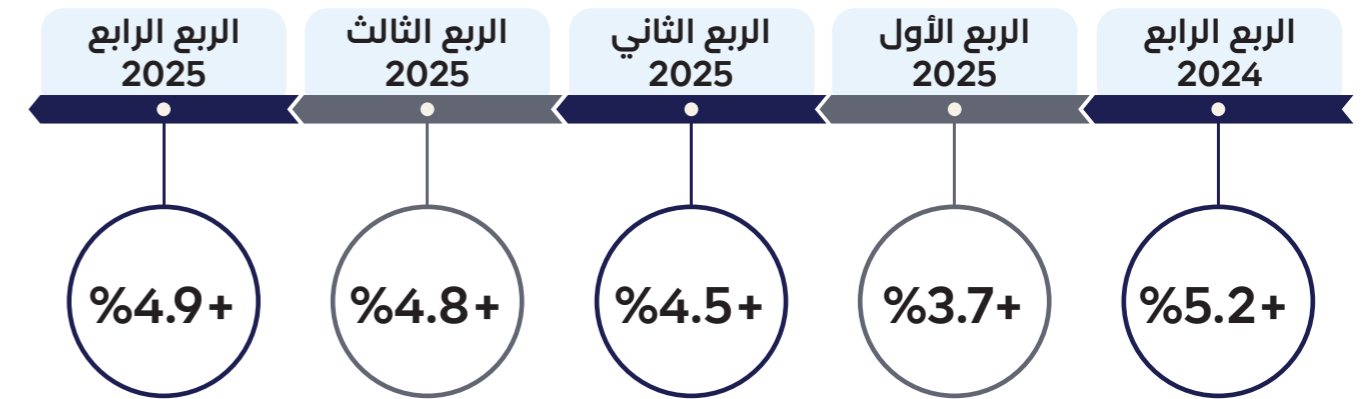 الربع الرابع
2024
الربع الأول
2025
الربع الثاني
2025
الربع الثالث
2025
الربع الرابع
2025
%5.2+
%3.7+
%4.5+
%4.8+
%4.9+